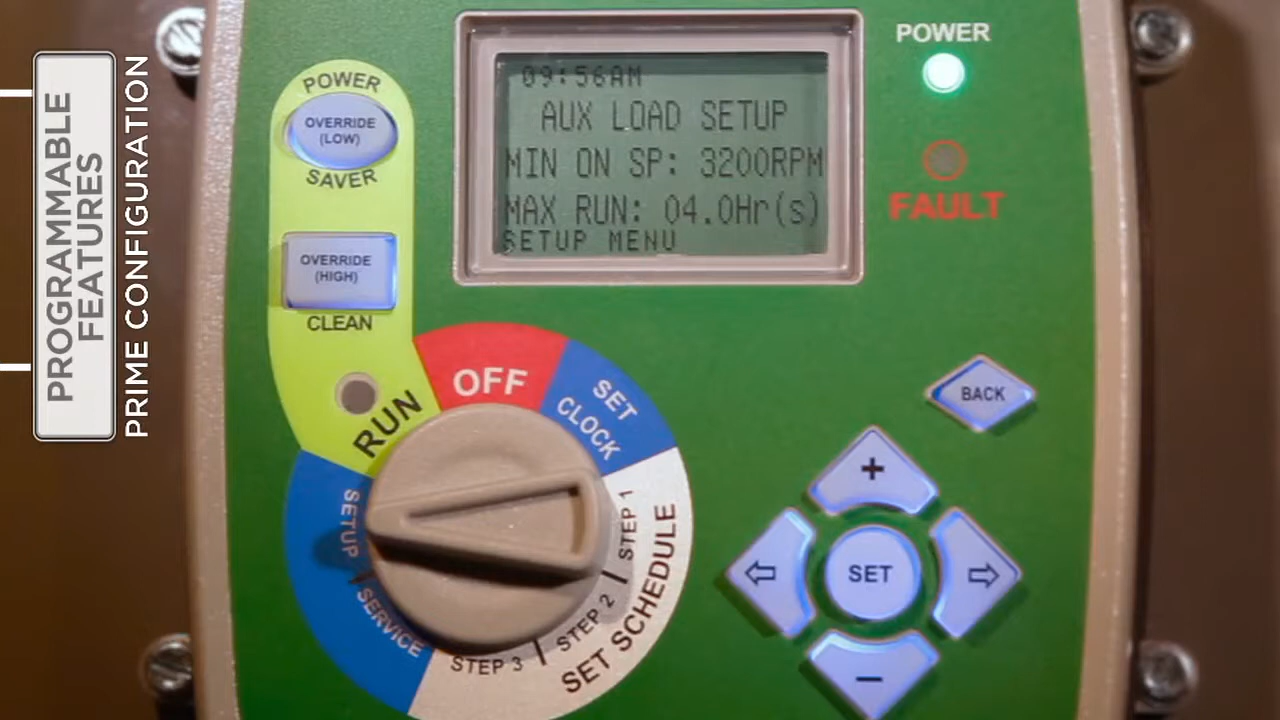 PROGRAMMABLE
FEATURES
PRIME CONFIGURATION
POWER
OVERRIDE
(LOW)
SAVER
OVERRIDE
(HIGH)
CLEAN
09:56AM
AUX LOAD SETUP
MIN ON SP: 3200RPM
MAX RUN: 04.0Hr(s)
SETUP MENU
POWER
FAULT
RUN
OFF
SET
CLOCK
SETUP
SERVICE
STEP 1
STEP 2
STEP 3
SET SCHEDULE
BACK
+
SET
−